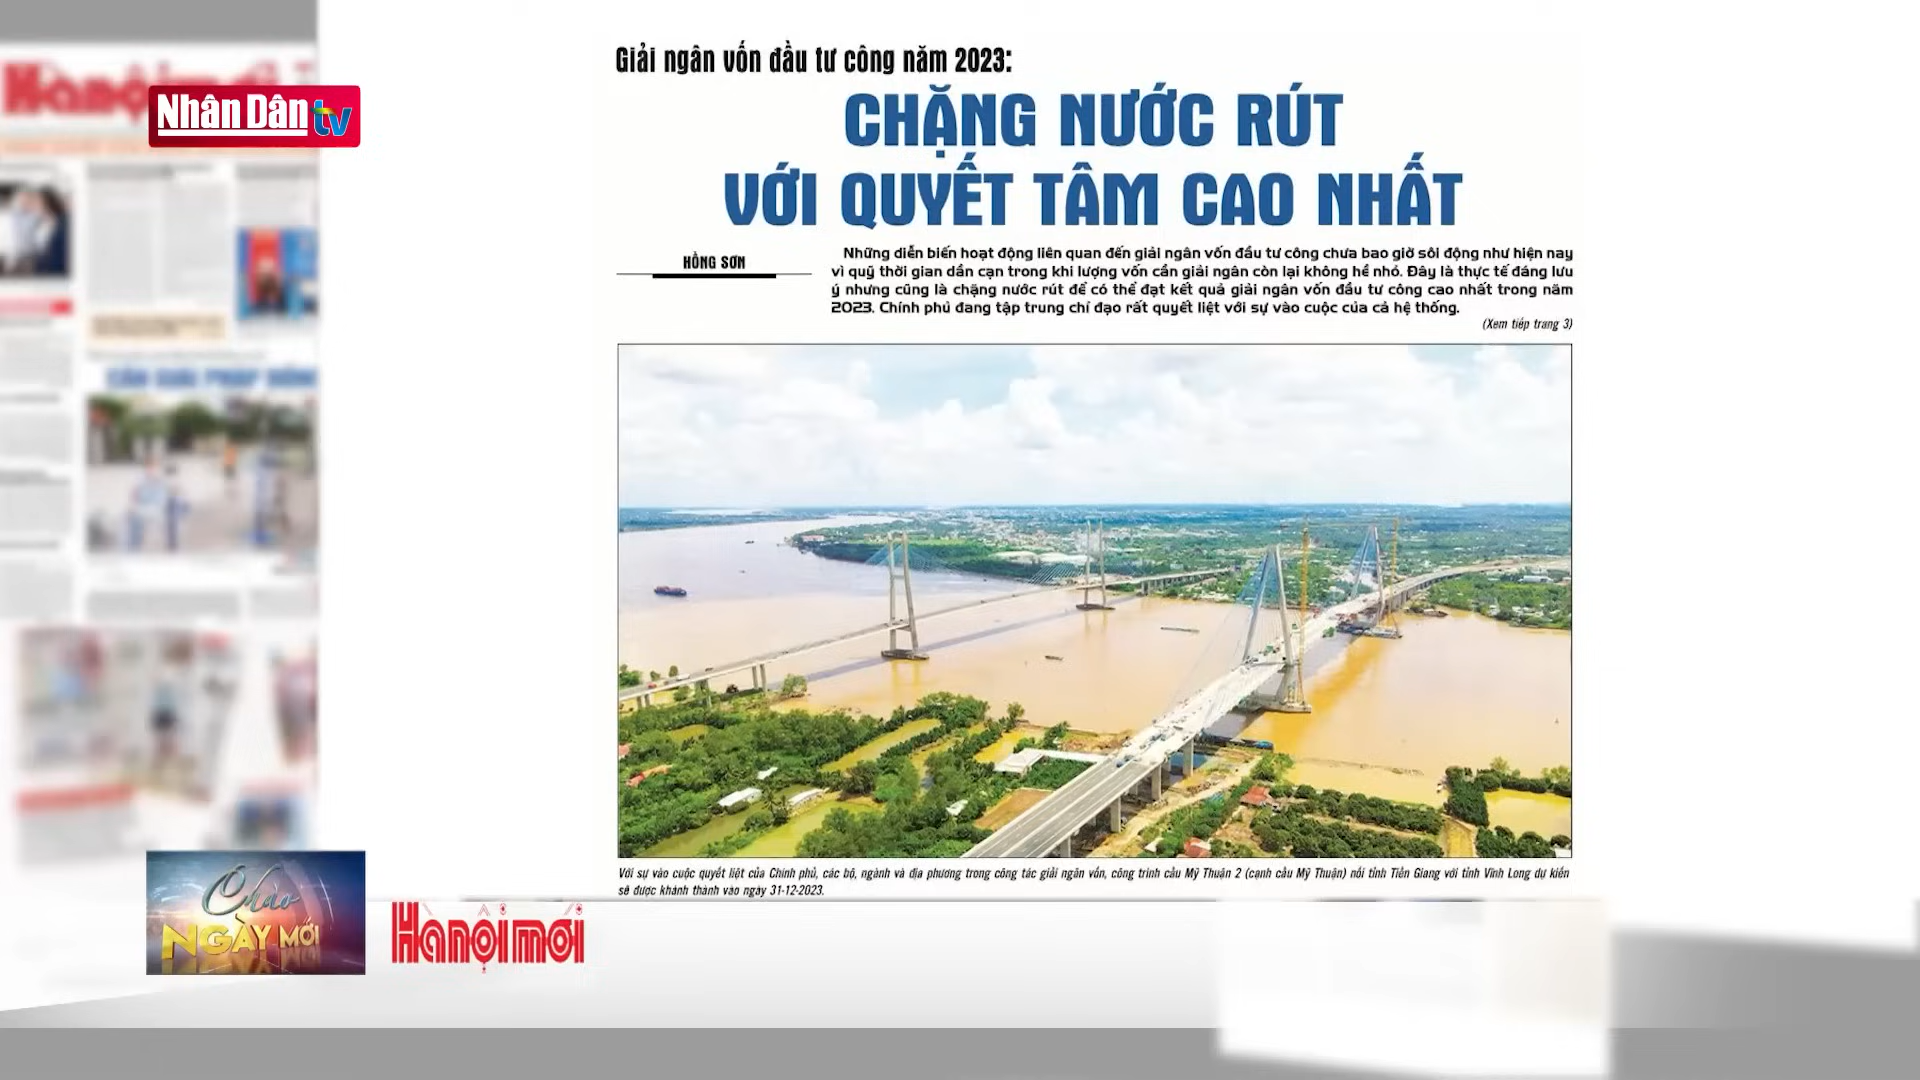 Nhân Dân tv
Giải ngân vốn đầu tư công năm 2023:
CHẶNG NƯỚC RÚT
VỚI QUYẾT TÂM CAO NHẤT
HỒNG SƠN
Những diễn biến hoạt động liên quan đến giải ngân vốn đầu tư công chưa bao giờ sôi động như hiện nay
vì quỹ thời gian dần cạn trong khi lượng vốn cần giải ngân còn lại không hề nhỏ. Đây là thực tế đáng lưu
ý nhưng cũng là chặng nước rút để có thể đạt kết quả giải ngân vốn đầu tư công cao nhất trong năm
2023. Chính phủ đang tập trung chỉ đạo rất quyết liệt với sự vào cuộc của cả hệ thống.
(Xem tiếp trang 3)
Với sự vào cuộc quyết liệt của Chính phủ, các bộ, ngành và địa phương trong công tác giải ngân vốn, công trình cầu Mỹ Thuận 2 (cạnh cầu Mỹ Thuận) nối tỉnh Tiền Giang với tỉnh Vĩnh Long dự kiến
sẽ được khánh thành vào ngày 31-12-2023.
Chào
NGÀY MỚI
Hànộimới